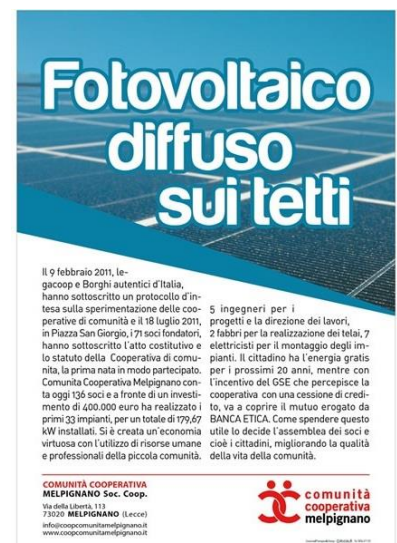 Fotovoltaico
diffuso
sui tetti
Il 9 febbraio 2011, le-
gacoop e Borghi autentici d'Italia,
hanno sottoscritto un protocollo d'in-
tesa sulla sperimentazione delle coo-
perative di comunità e il 18 luglio 2011,
in Piazza San Giorgio, i 71 soci fondatori,
hanno sottoscritto l'atto costitutivo e
lo statuto della Cooperativa di comu-
nita, la prima nata in modo partecipato.
Comunita Cooperativa Melpignano con-
ta oggi 136 soci e a fronte di un investi-
mento di 400.000 euro ha realizzato i
primi 33 impianti, per un totale di 179,67
kW installati. Si è creata un'economia
virtuosa con l'utilizzo di risorse umane
e professionali della piccola comunità.
5 ingegneri per i
progetti e la direzione dei lavori,
2 fabbri per la realizzazione dei telai, 7
elettricisti per il montaggio degli im-
pianti. Il cittadino ha l'energia gratis
per i prossimi 20 anni, mentre con
l'incentivo del GSE che percepisce la
cooperativa con una cessione di credi-
to, va a coprire il mutuo erogato da
BANCA ETICA. Come spendere questo
utile lo decide l'assemblea dei soci e
cioè i cittadini, migliorando la qualità
della vita della comunità.
COMUNITÀ COOPERATIVA
MELPIGNANO Soc. Coop.
Via della Libertà, 113
73020 MELPIGNANO (Lecce)
info@coopcomunitamelpignano.it
www.coopcomunitamelpignano.it
comunità
cooperativa
melpignano